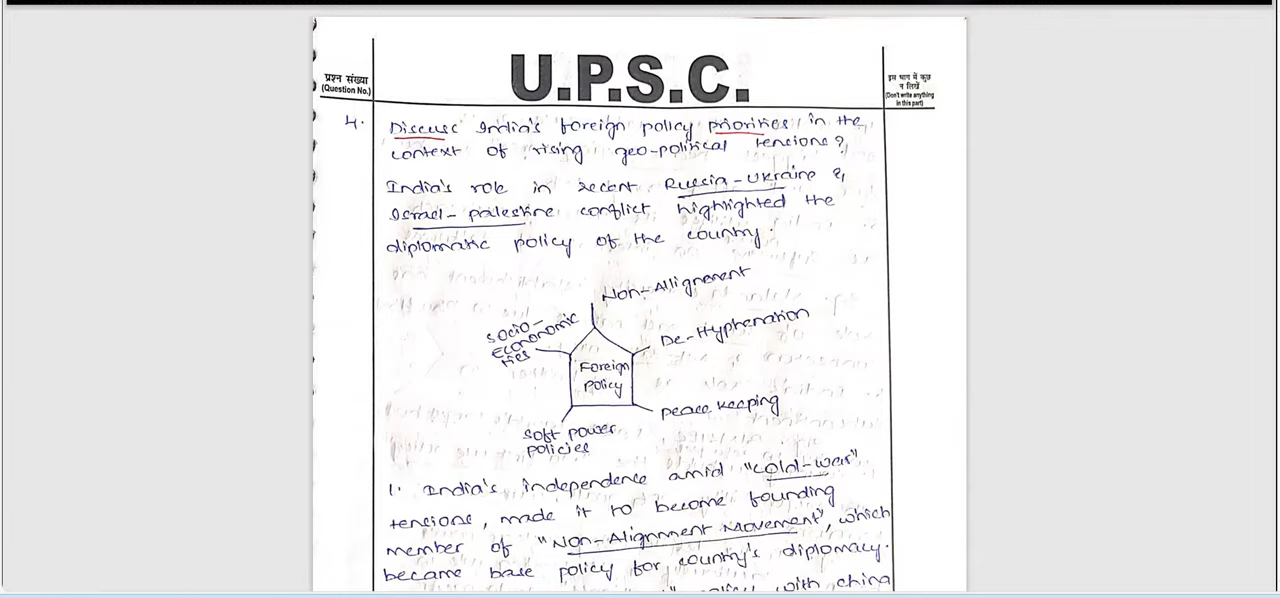 U.P.S.C.
प्रश्न संख्या
(Question No.)
इस भाग में कुछ
न लिखें
(Don't write anything
in this part)
4. Discuss India's foreign policy priorities in the
context of rising geo-political tensions?
India's role in recent Russia-Ukraine &
Israel-palestine conflict highlighted the
diplomatic policy of the country.
Non-Allignment
Socio-
Economic
ties
De-Hyphenation
Foreign
policy
peace keeping
soft power
policies
1. India's independence amid "cold-war"
tensions, made it to become founding
member of "Non-Alignment Movement", which
became base policy for country's diplomacy.
policy with china